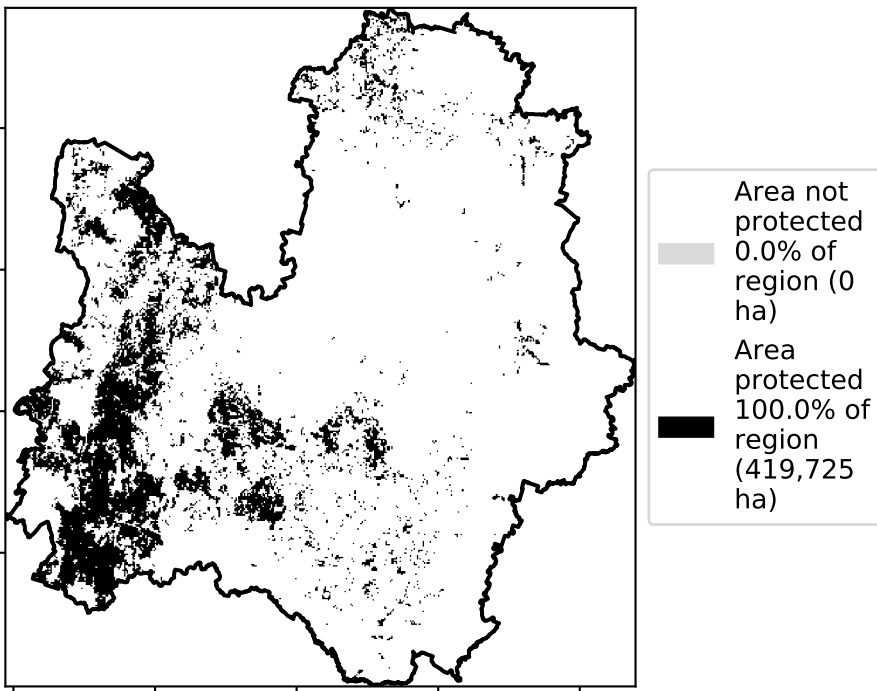 Area not
protected
0.0% of
region (0
ha)
Area
protected
100.0% of
region
(419,725
ha)